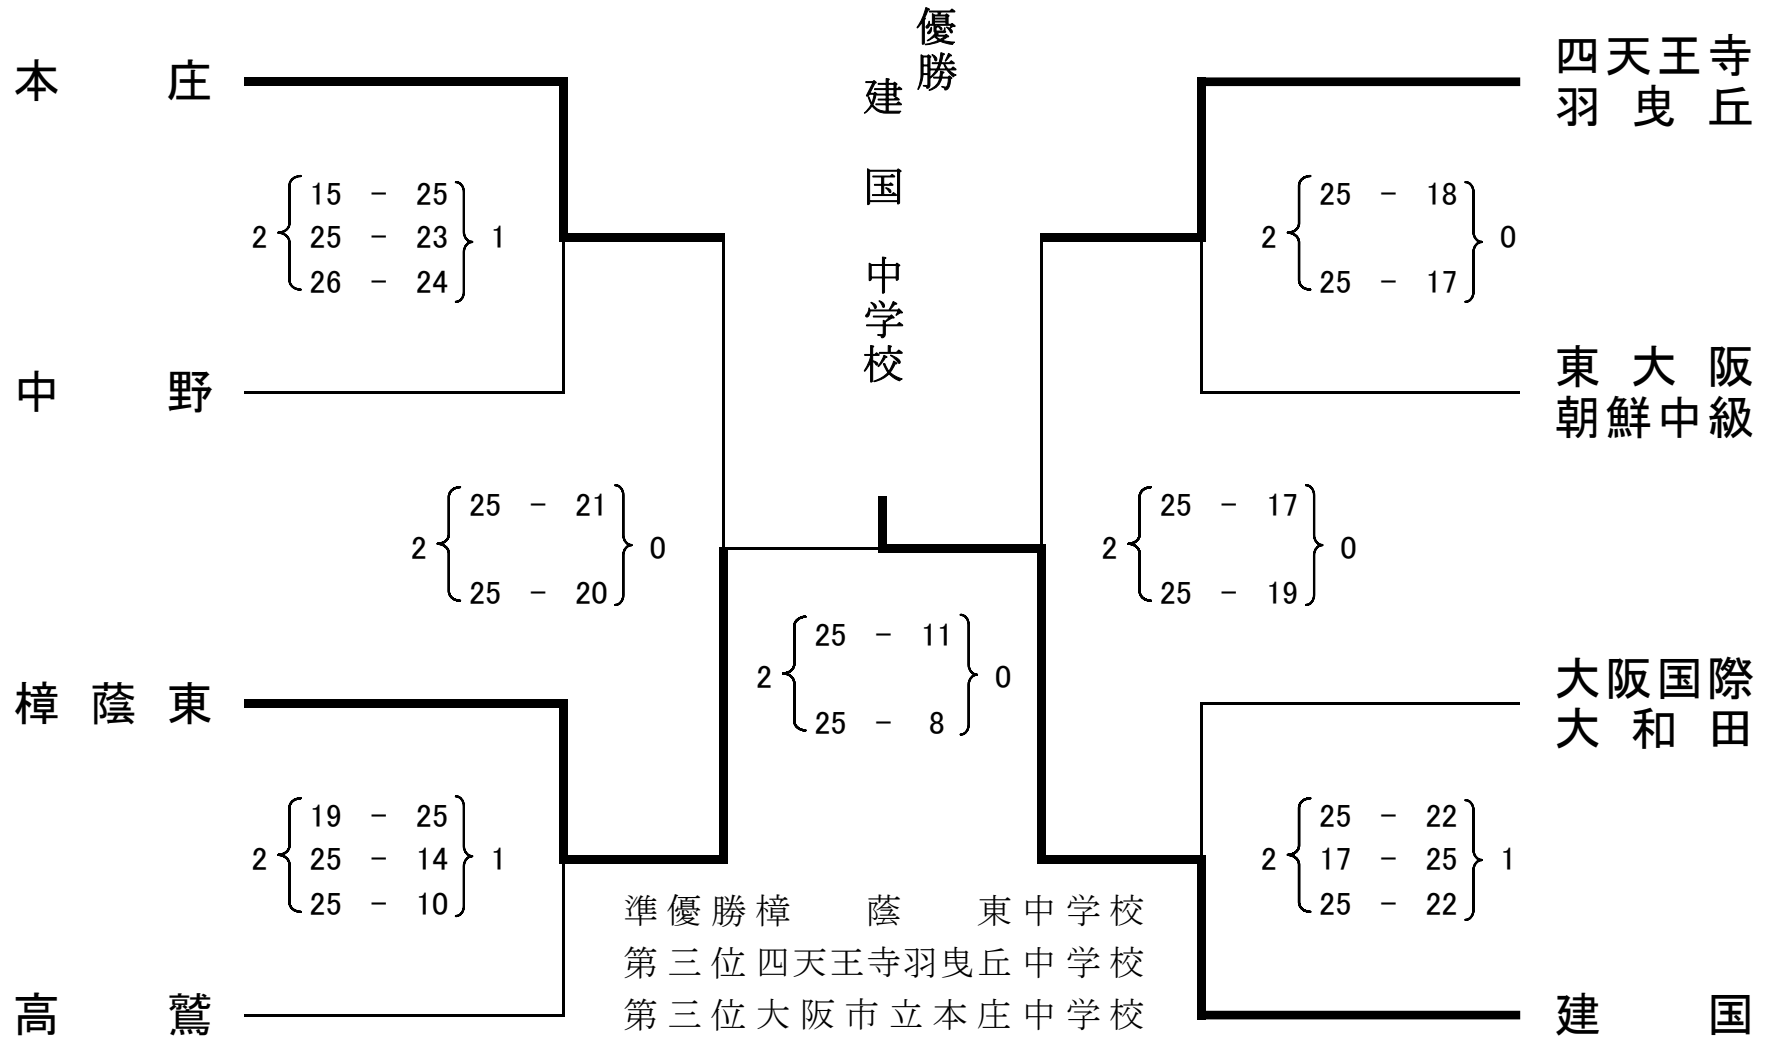 優勝
建国中学校
本庄
15 - 25
2 { 25 - 23 } 1
26 - 24
中野
25 - 21
2 { } 0
25 - 20
樟蔭東
19 - 25
2 { 25 - 14 } 1
25 - 10
高鷲
25 - 11
2 { } 0
25 - 8
四天王寺
羽曳丘
25 - 18
2 { } 0
25 - 17
東大阪
朝鮮中級
25 - 17
2 { } 0
25 - 19
大阪国際
大和田
25 - 22
2 { 17 - 25 } 1
25 - 22
建国
準優勝樟蔭東中学校
第三位四天王寺羽曳丘中学校
第三位大阪市立本庄中学校